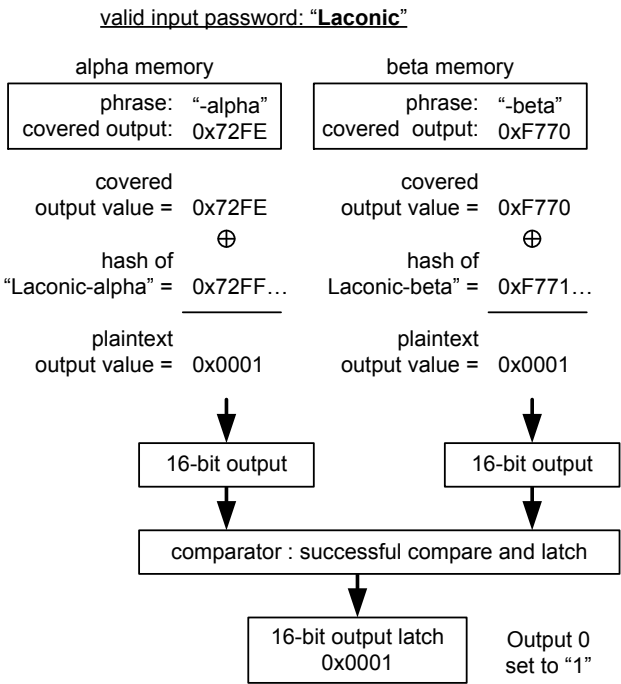 valid input password: “Laconic”
alpha memory
phrase: “-alpha”
covered output: 0x72FE
covered
output value = 0x72FE
⊕
hash of
“Laconic-alpha” = 0x72FF…
plaintext
output value = 0x0001
16-bit output
beta memory
phrase: “-beta”
covered output: 0xF770
covered
output value = 0xF770
⊕
hash of
Laconic-beta” = 0xF771…
plaintext
output value = 0x0001
16-bit output
comparator : successful compare and latch
16-bit output latch
0x0001
Output 0
set to “1”